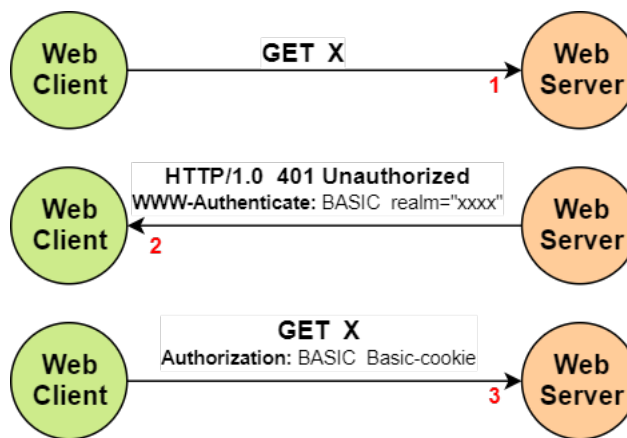 Web Client
GET X
1
Web Server
HTTP/1.0 401 Unauthorized
WWW-Authenticate: BASIC realm="xxxx"
Web Client
2
Web Server
GET X
Authorization: BASIC Basic-cookie
Web Client
3
Web Server